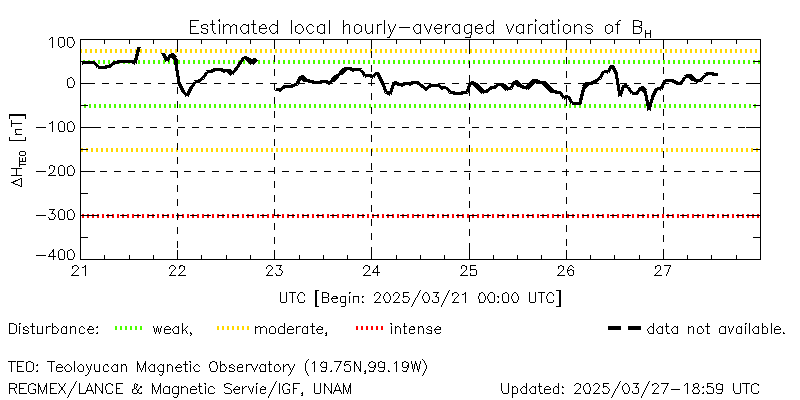 Estimated local hourly-averaged variations of BH
100
0
-100
-200
-300
-400
ΔHTEO [nT]
21 22 23 24 25 26 27
UTC [Begin: 2025/03/21 00:00 UTC]
Disturbance: weak, moderate, intense data not available.
TEO: Teoloyucan Magnetic Observatory (19.75N,99.19W)
REGMEX/LANCE & Magnetic Servie/IGF, UNAM Updated: 2025/03/27-18:59 UTC